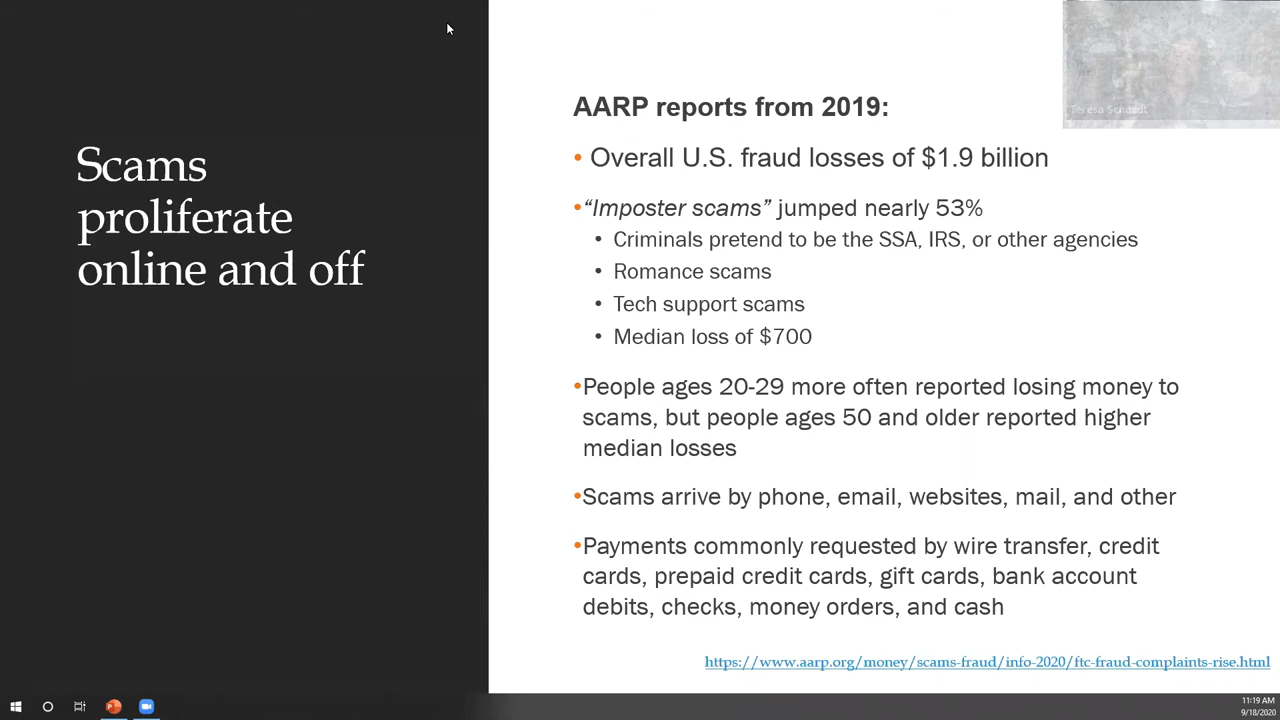 Scams
proliferate
online and off
AARP reports from 2019:
• Overall U.S. fraud losses of $1.9 billion
•“Imposter scams” jumped nearly 53%
• Criminals pretend to be the SSA, IRS, or other agencies
• Romance scams
• Tech support scams
• Median loss of $700
•People ages 20-29 more often reported losing money to
scams, but people ages 50 and older reported higher
median losses
•Scams arrive by phone, email, websites, mail, and other
•Payments commonly requested by wire transfer, credit
cards, prepaid credit cards, gift cards, bank account
debits, checks, money orders, and cash
https://www.aarp.org/money/scams-fraud/info-2020/ftc-fraud-complaints-rise.html
Teresa Schmidt
11:19 AM
9/18/2020